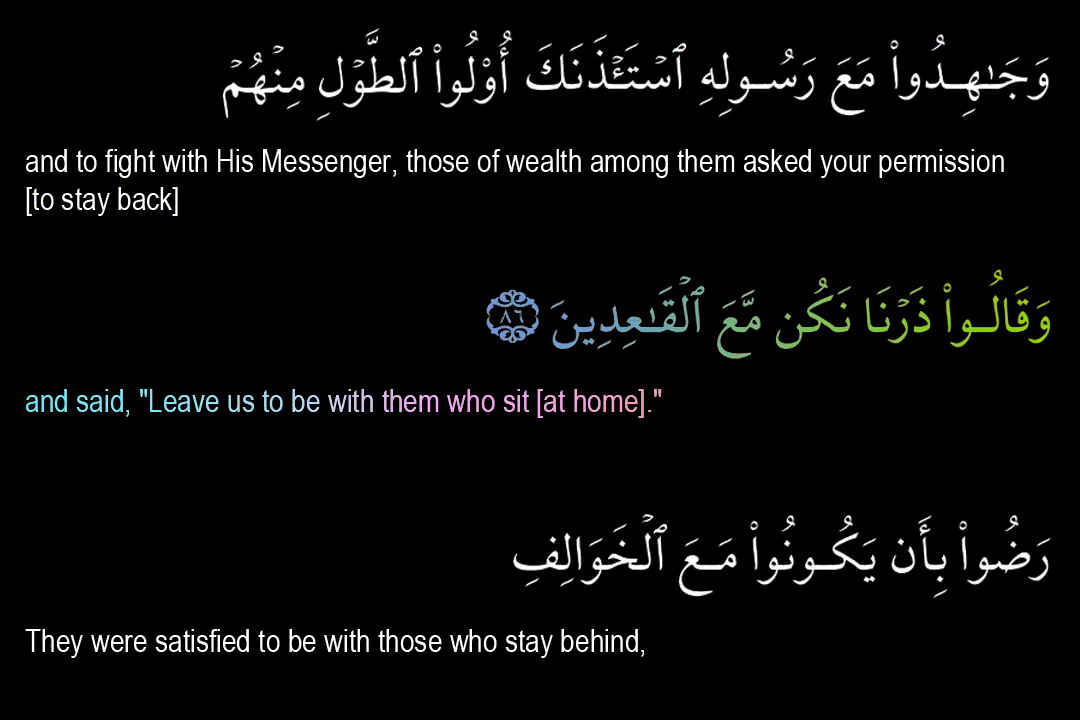 وَجَـٰهِدُوا۟ مَعَ رَسُولِهِ ٱسْتَـْٔذَنَكَ أُو۟لُوا۟ ٱلطَّوْلِ مِنْهُمْ
and to fight with His Messenger, those of wealth among them asked your permission
[to stay back]
وَقَالُوا۟ ذَرْنَا نَكُن مَّعَ ٱلْقَـٰعِدِينَ ٨٦
and said, "Leave us to be with them who sit [at home]."
رَضُوا۟ بِأَن يَكُونُوا۟ مَعَ ٱلْخَوَالِفِ
They were satisfied to be with those who stay behind,